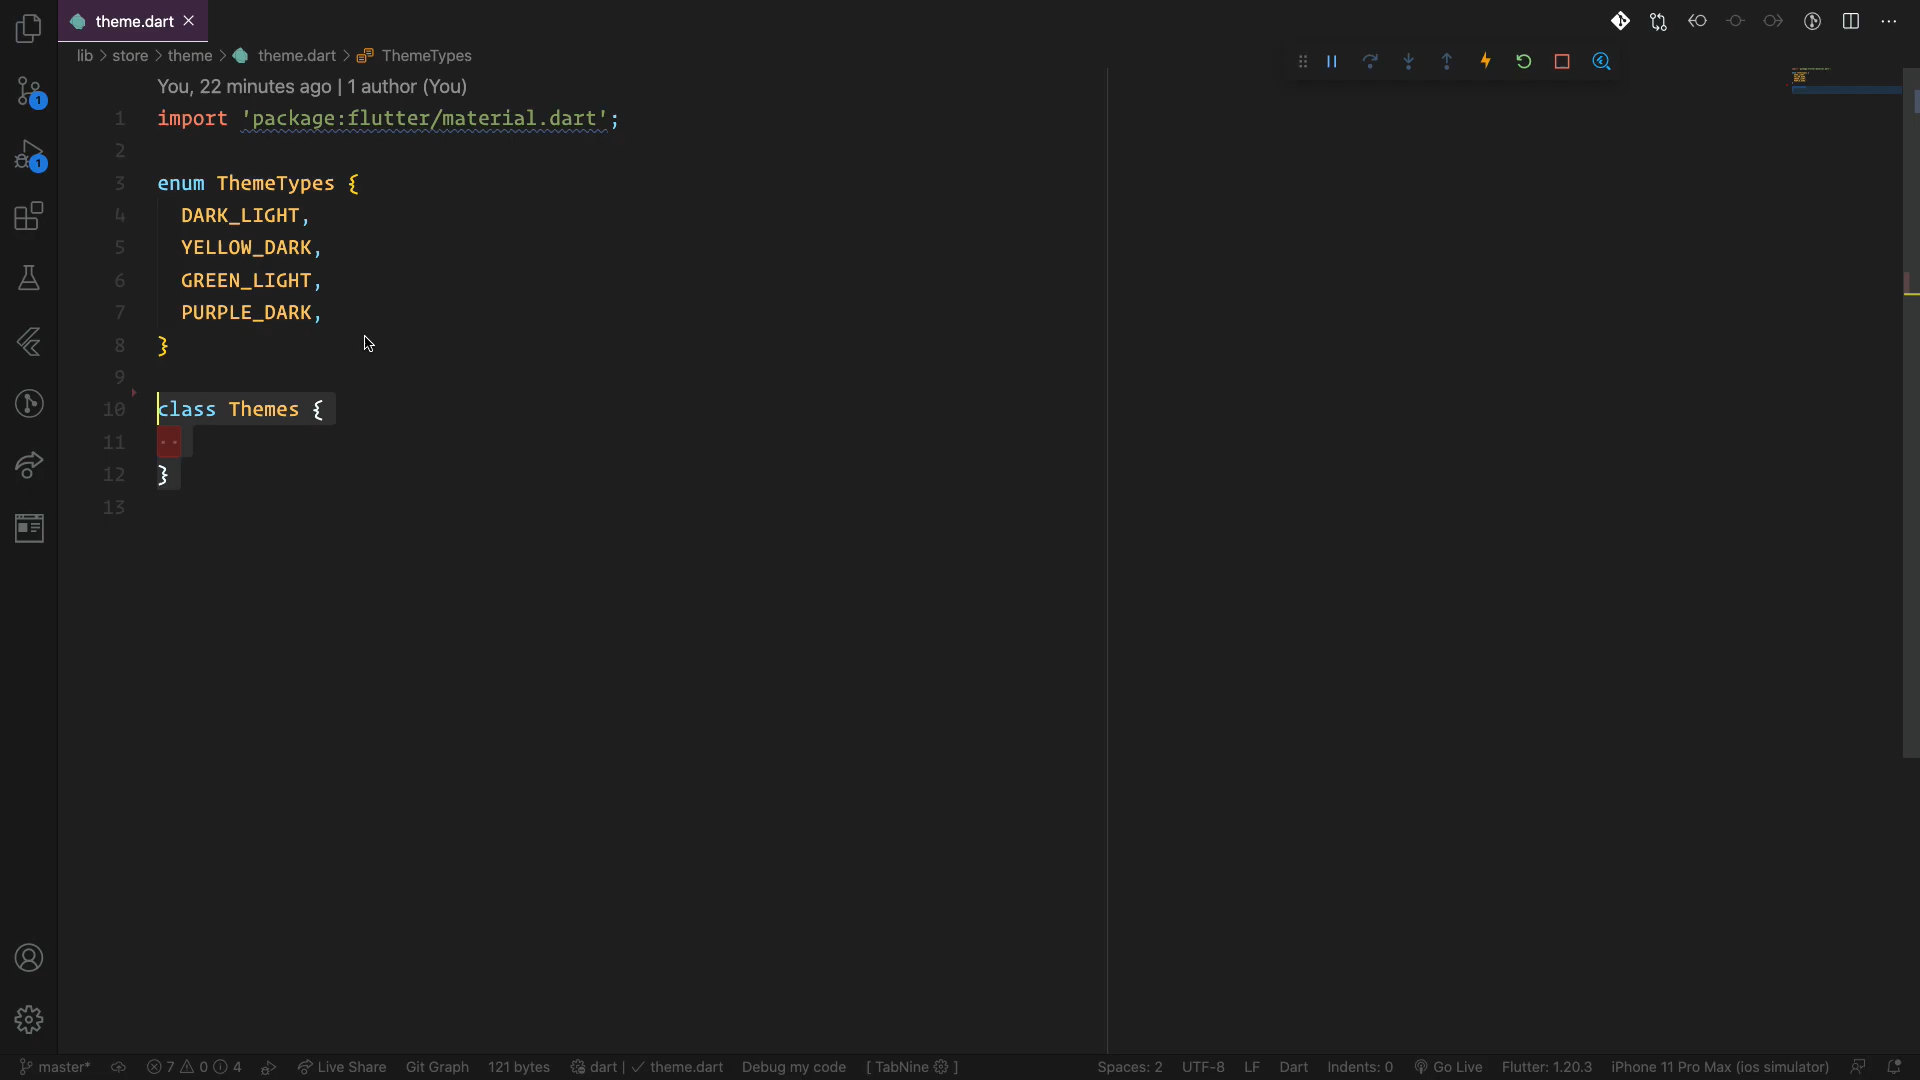 theme.dart
lib > store > theme > theme.dart > ThemeTypes
You, 22 minutes ago | 1 author (You)
1 import 'package:flutter/material.dart';
2
3 enum ThemeTypes {
4 DARK_LIGHT,
5 YELLOW_DARK,
6 GREEN_LIGHT,
7 PURPLE_DARK,
8 }
9
10 class Themes {
11
12 }
13
1
1
master* 7 0 4 Live Share Git Graph 121 bytes dart | ✓ theme.dart Debug my code [ TabNine ] Spaces: 2 UTF-8 LF Dart Indents: 0 Go Live Flutter: 1.20.3 iPhone 11 Pro Max (ios simulator)